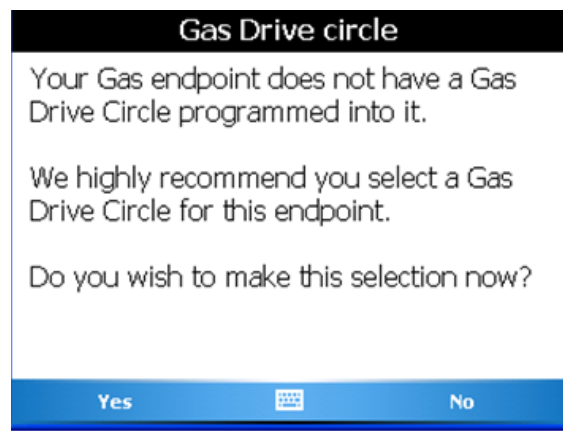 Gas Drive circle
Your Gas endpoint does not have a Gas
Drive Circle programmed into it.
We highly recommend you select a Gas
Drive Circle for this endpoint.
Do you wish to make this selection now?
Yes No